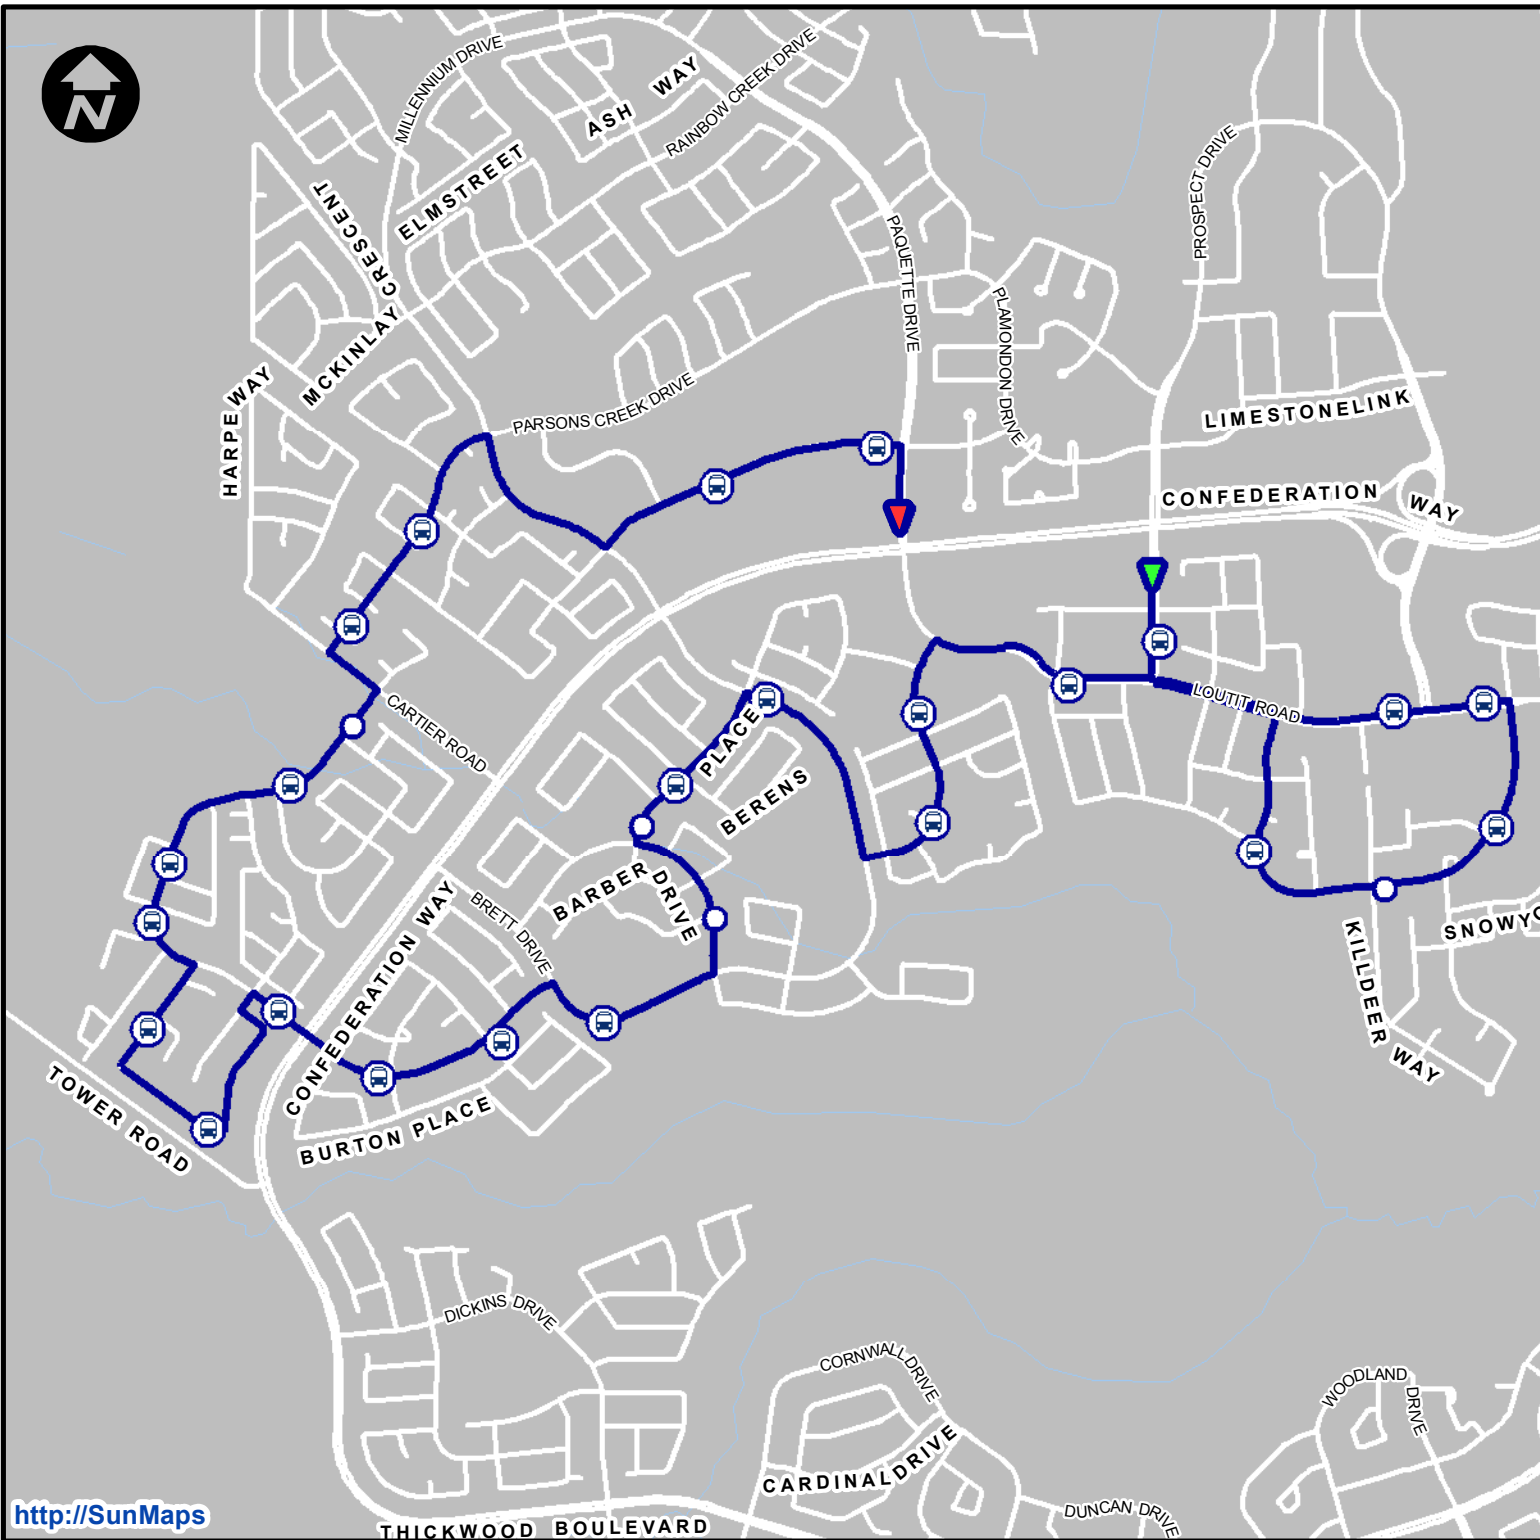 MILLENNIUM DRIVE
ASH WAY
RAINBOW CREEK DRIVE
N
ELMSTREET
PROSPECT DRIVE
MCKINLAY CRESCENT
PAQUETTE DRIVE
PLAMONDON DRIVE
HARPE WAY
PARSONS CREEK DRIVE
LIMESTONELINK
CONFEDERATION WAY
CARTIER ROAD
LOUTIT ROAD
PLACE
BERENS
BARBER DRIVE
BRETT DRIVE
CONFEDERATION WAY
SNOWYO
KILLDEER WAY
TOWER ROAD
BURTON PLACE
DICKINS DRIVE
CORNWALL DRIVE
WOODLAND DRIVE
CARDINALDRIVE
DUNCAN DRIVE
http://SunMaps
THICKWOOD BOULEVARD